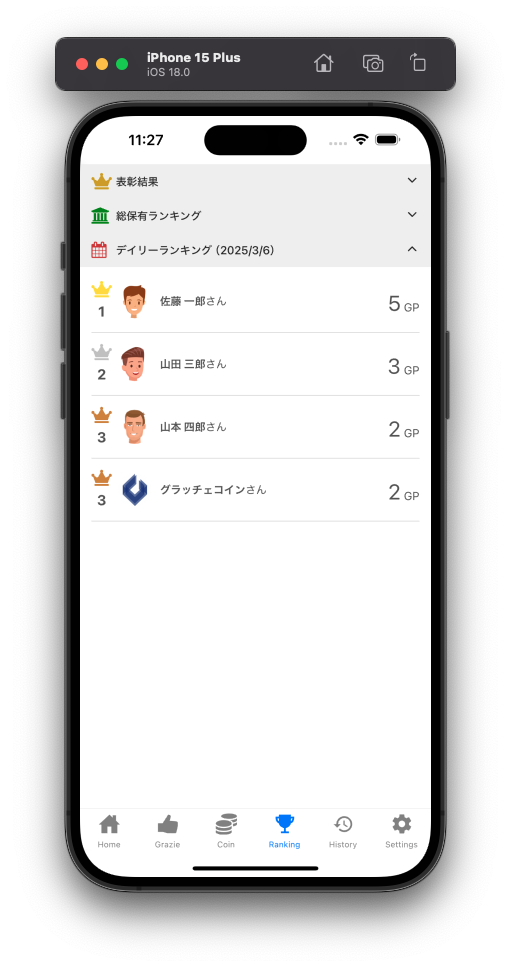 iPhone 15 Plus
iOS 18.0
11:27
表彰結果
総保有ランキング
デイリーランキング (2025/3/6)
1
佐藤 一郎さん
5 GP
2
山田 三郎さん
3 GP
3
山本 四郎さん
2 GP
3
グラッチェコインさん
2 GP
Home
Grazie
Coin
Ranking
History
Settings